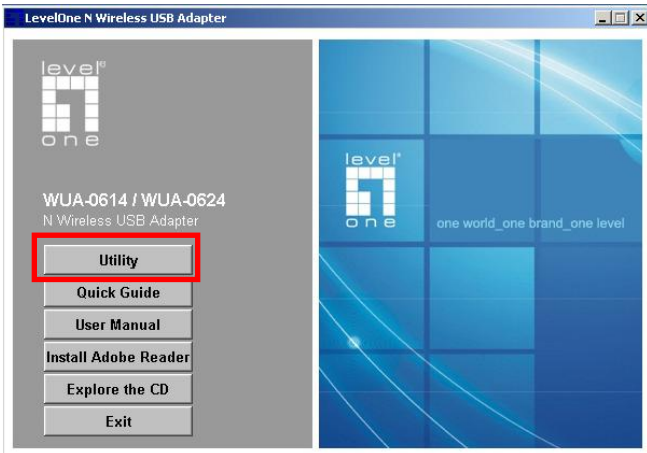 LevelOne N Wireless USB Adapter
level®
one
WUA-0614 / WUA-0624
N Wireless USB Adapter
Utility
Quick Guide
User Manual
Install Adobe Reader
Explore the CD
Exit
level®
one
one world_one brand_one level